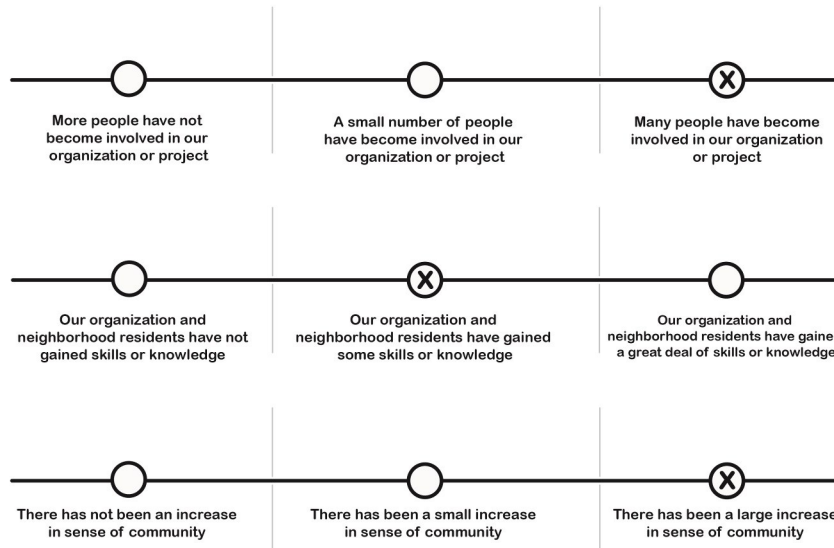 X
More people have not
become involved in our
organization or project
A small number of people
have become involved in our
organization or project
Many people have become
involved in our organization
or project
X
Our organization and
neighborhood residents have not
gained skills or knowledge
Our organization and
neighborhood residents have gained
some skills or knowledge
Our organization and
neighborhood residents have gained
a great deal of skills or knowledge
X
There has not been an increase
in sense of community
There has been a small increase
in sense of community
There has been a large increase
in sense of community